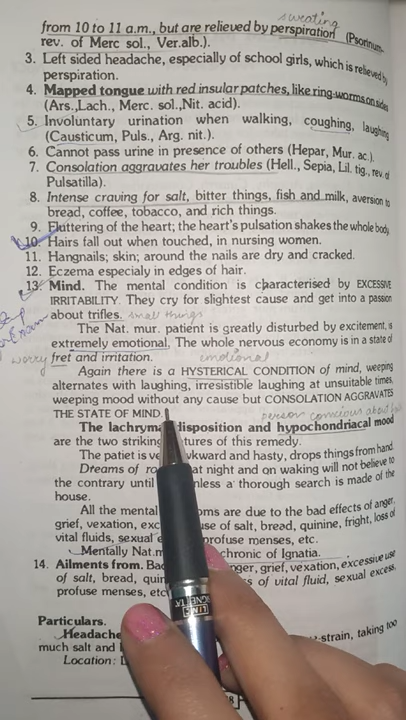 sweating
from 10 to 11 a.m., but are relieved by perspiration (Psorinum-
rev. of Merc sol., Ver.alb.).
3. Left sided headache, especially of school girls, which is relieved by
perspiration.
4. Mapped tongue with red insular patches, like ring-worms on sides
(Ars.,Lach., Merc. sol.,Nit. acid).
5. Involuntary urination when walking, coughing, laughing
(Causticum, Puls., Arg. nit.).
6. Cannot pass urine in presence of others (Hepar, Mur. ac.).
7. Consolation aggravates her troubles (Hell., Sepia, Lil. tig., rev. of
Pulsatilla).
8. Intense craving for salt, bitter things, fish and milk, aversion to
bread, coffee, tobacco, and rich things.
9. Fluttering of the heart; the heart's pulsation shakes the whole body
10. Hairs fall out when touched, in nursing women.
11. Hangnails; skin; around the nails are dry and cracked.
12. Eczema especialy in edges of hair.
13. Mind. The mental condition is characterised by EXCESSIVE
IRRITABILITY. They cry for slightest cause and get into a passion
about trifles. small things
The Nat. mur. patient is greatly disturbed by excitement, is
extremely emotional. The whole nervous economy is in a state of
worry fret and irritation. emotional
Again there is a HYSTERICAL CONDITION of mind, weeping
alternates with laughing, irresistible laughing at unsuitable times,
weeping mood without any cause but CONSOLATION AGGRAVATES
THE STATE OF MIND. person conscious about
The lachrymal disposition and hypochondriacal mood
are the two striking tures of this remedy.
The patiet is ve kward and hasty, drops things from hand.
Dreams of ro at night and on waking will not believe to
the contrary until nless a thorough search is made of the
house.
All the mental oms are due to the bad effects of anger,
grief, vexation, exc use of salt, bread, quinine, fright, loss of
vital fluids, sexual e profuse menses, etc.
Mentally Nat.m chronic of Ignatia.
14. Ailments from. Bad nger, grief, vexation, excessive use
of salt, bread, quin s of vital fluid, sexual excess,
profuse menses, etc
Particulars.
Headache -strain, taking too
much salt and
Location: